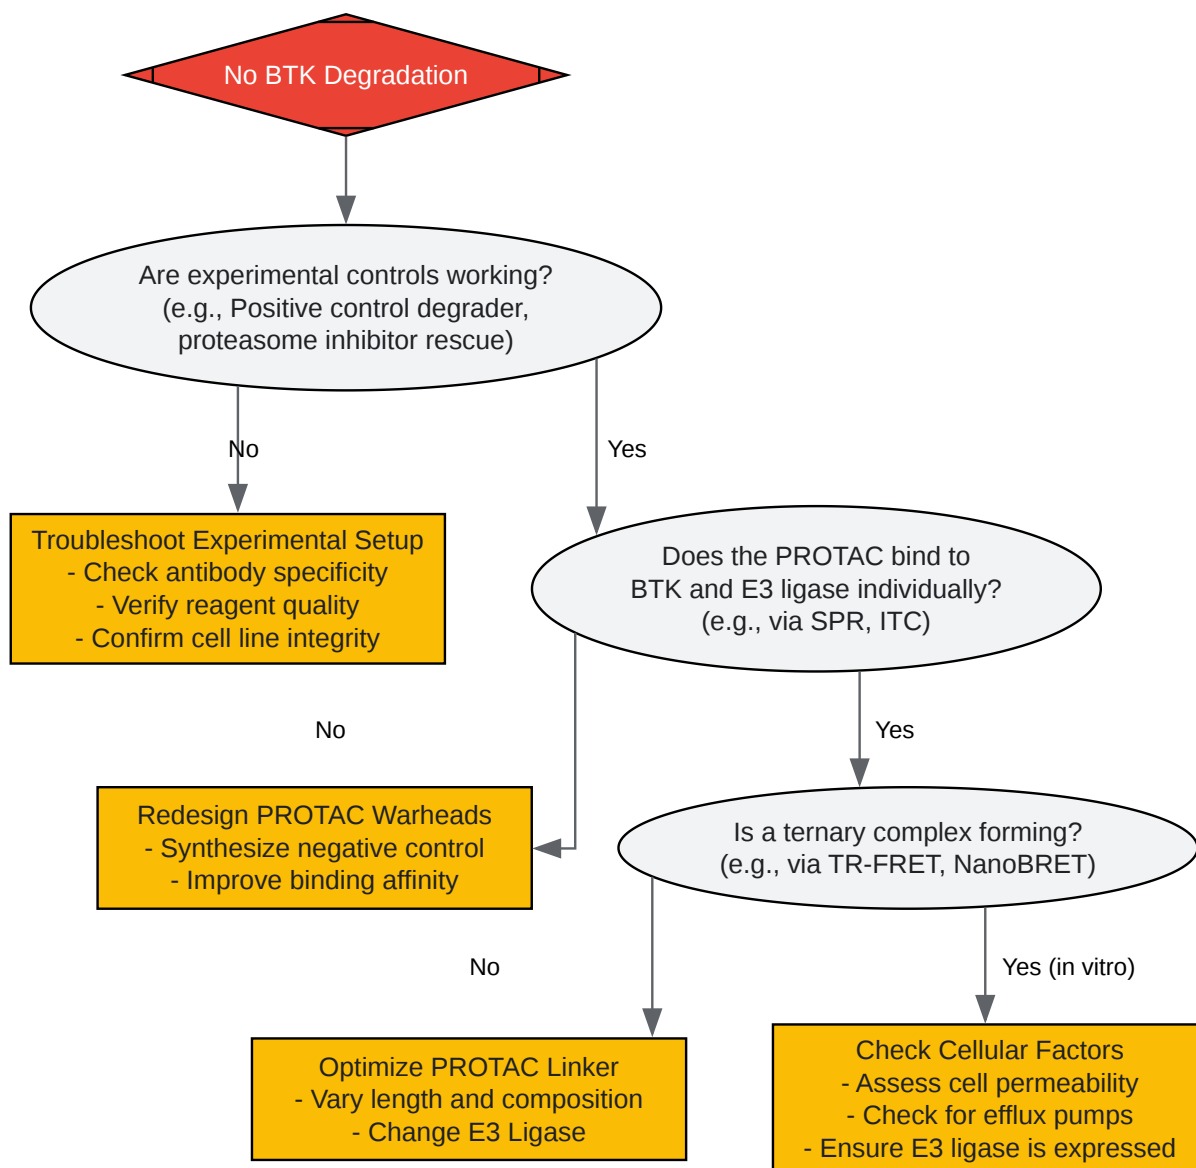 No BTK Degradation
Are experimental controls working?
(e.g., Positive control degrader,
proteasome inhibitor rescue)
No
Yes
Troubleshoot Experimental Setup
- Check antibody specificity
- Verify reagent quality
- Confirm cell line integrity
Does the PROTAC bind to
BTK and E3 ligase individually?
(e.g., via SPR, ITC)
No
Yes
Redesign PROTAC Warheads
- Synthesize negative control
- Improve binding affinity
Is a ternary complex forming?
(e.g., via TR-FRET, NanoBRET)
No
Yes (in vitro)
Optimize PROTAC Linker
- Vary length and composition
- Change E3 Ligase
Check Cellular Factors
- Assess cell permeability
- Check for efflux pumps
- Ensure E3 ligase is expressed